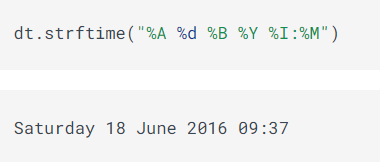 dt.strftime("%A %d %B %Y %I:%M")
Saturday 18 June 2016 09:37